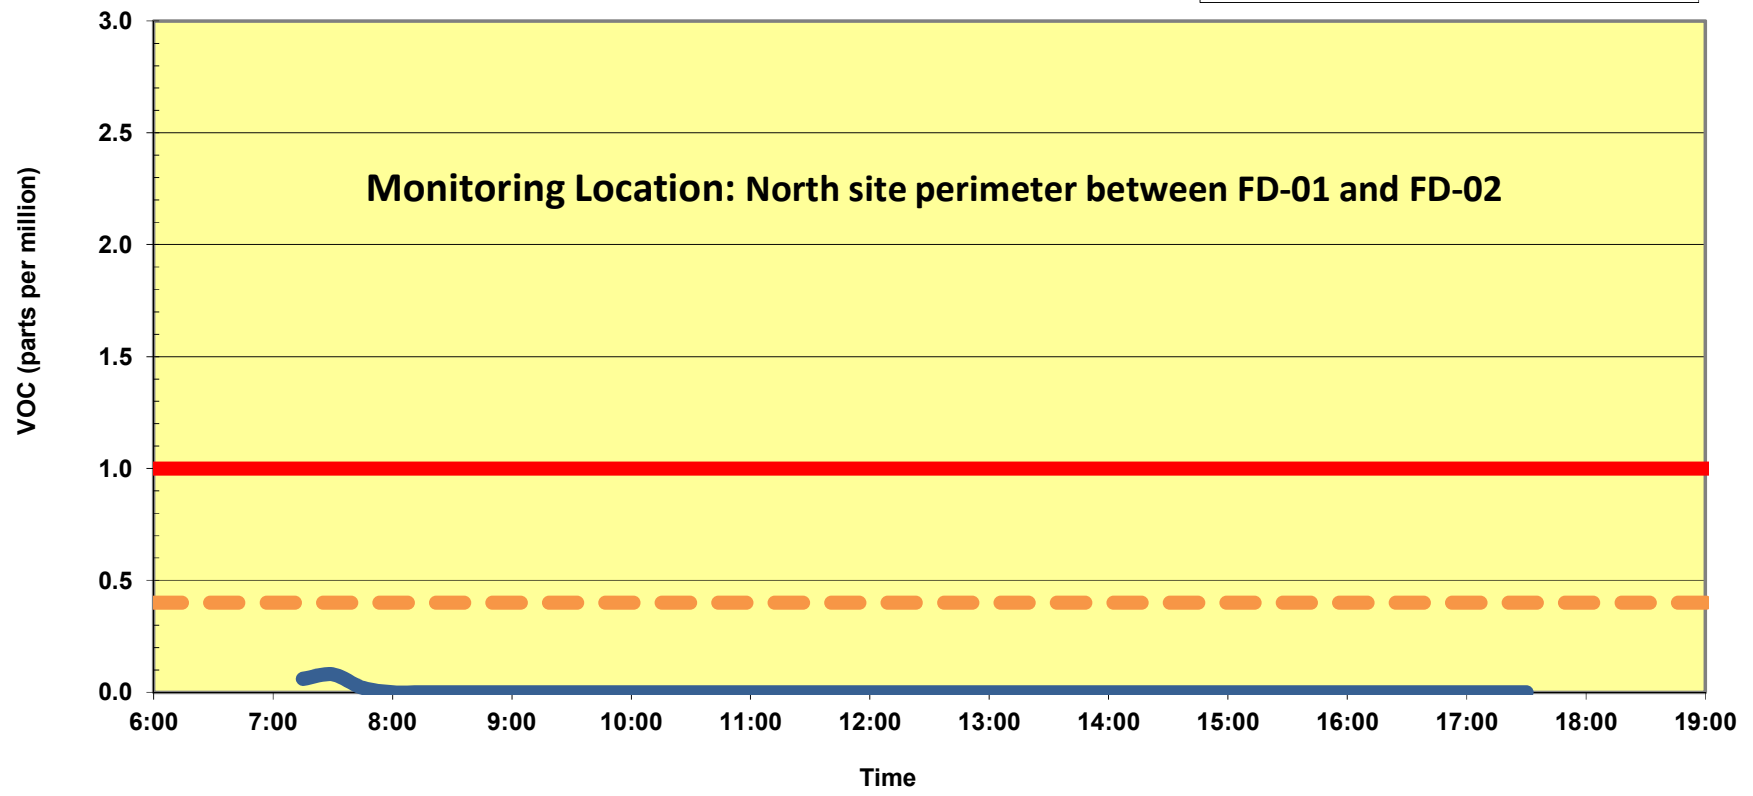 3.0
2.5
Monitoring Location: North site perimeter between FD-01 and FD-02
2.0
VOC (parts per million)
1.5
1.0
0.5
0.0
6:00 7:00 8:00 9:00 10:00 11:00 12:00 13:00 14:00 15:00 16:00 17:00 18:00 19:00
Time